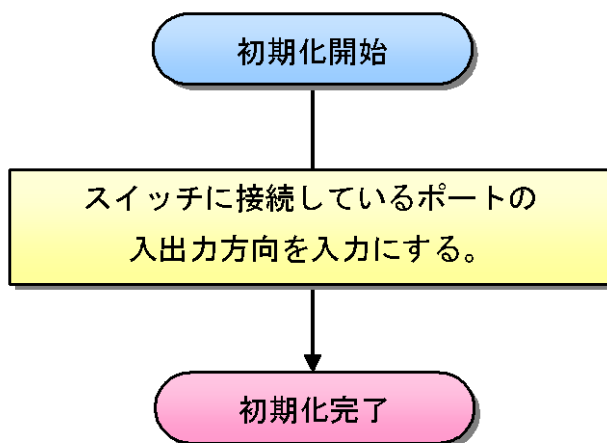 初期化開始
スイッチに接続しているポートの
入出力方向を入力にする。
初期化完了